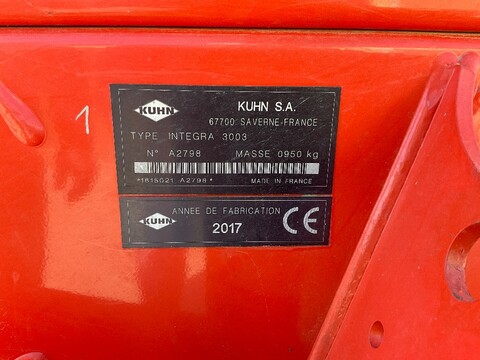 1
KUHN
KUHN S.A.
67700 SAVERNE-FRANCE
TYPE INTEGRA 3003
N° A2798 MASSE 0950 kg
*1615021 A2798* MADE IN FRANCE
KUHN
ANNEE DE FABRICATION
2017
CE